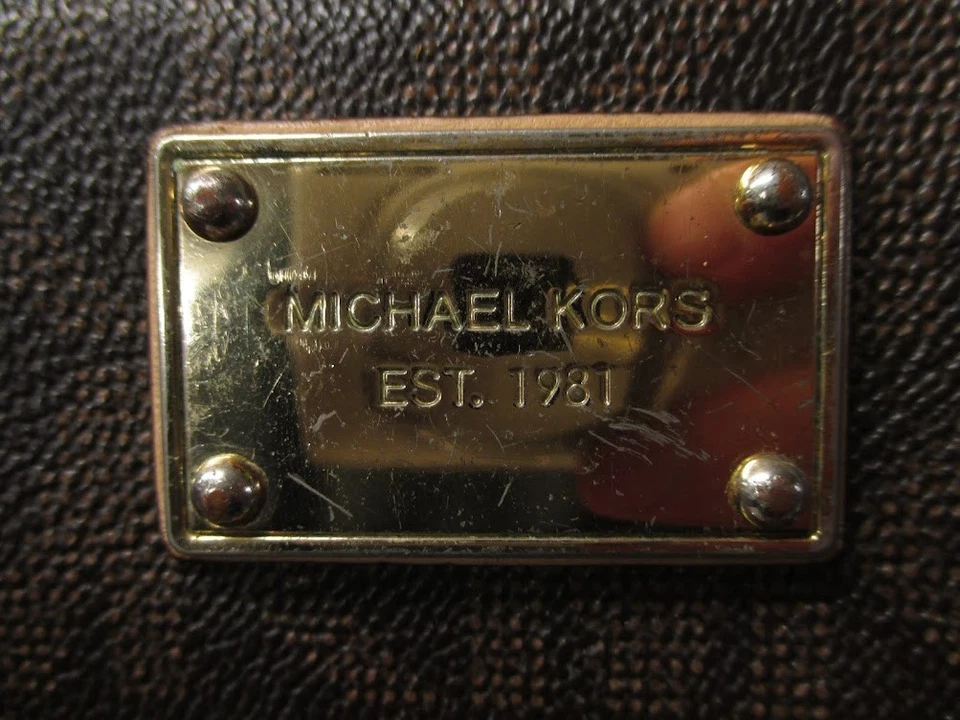 MICHAEL KORS
EST. 1981